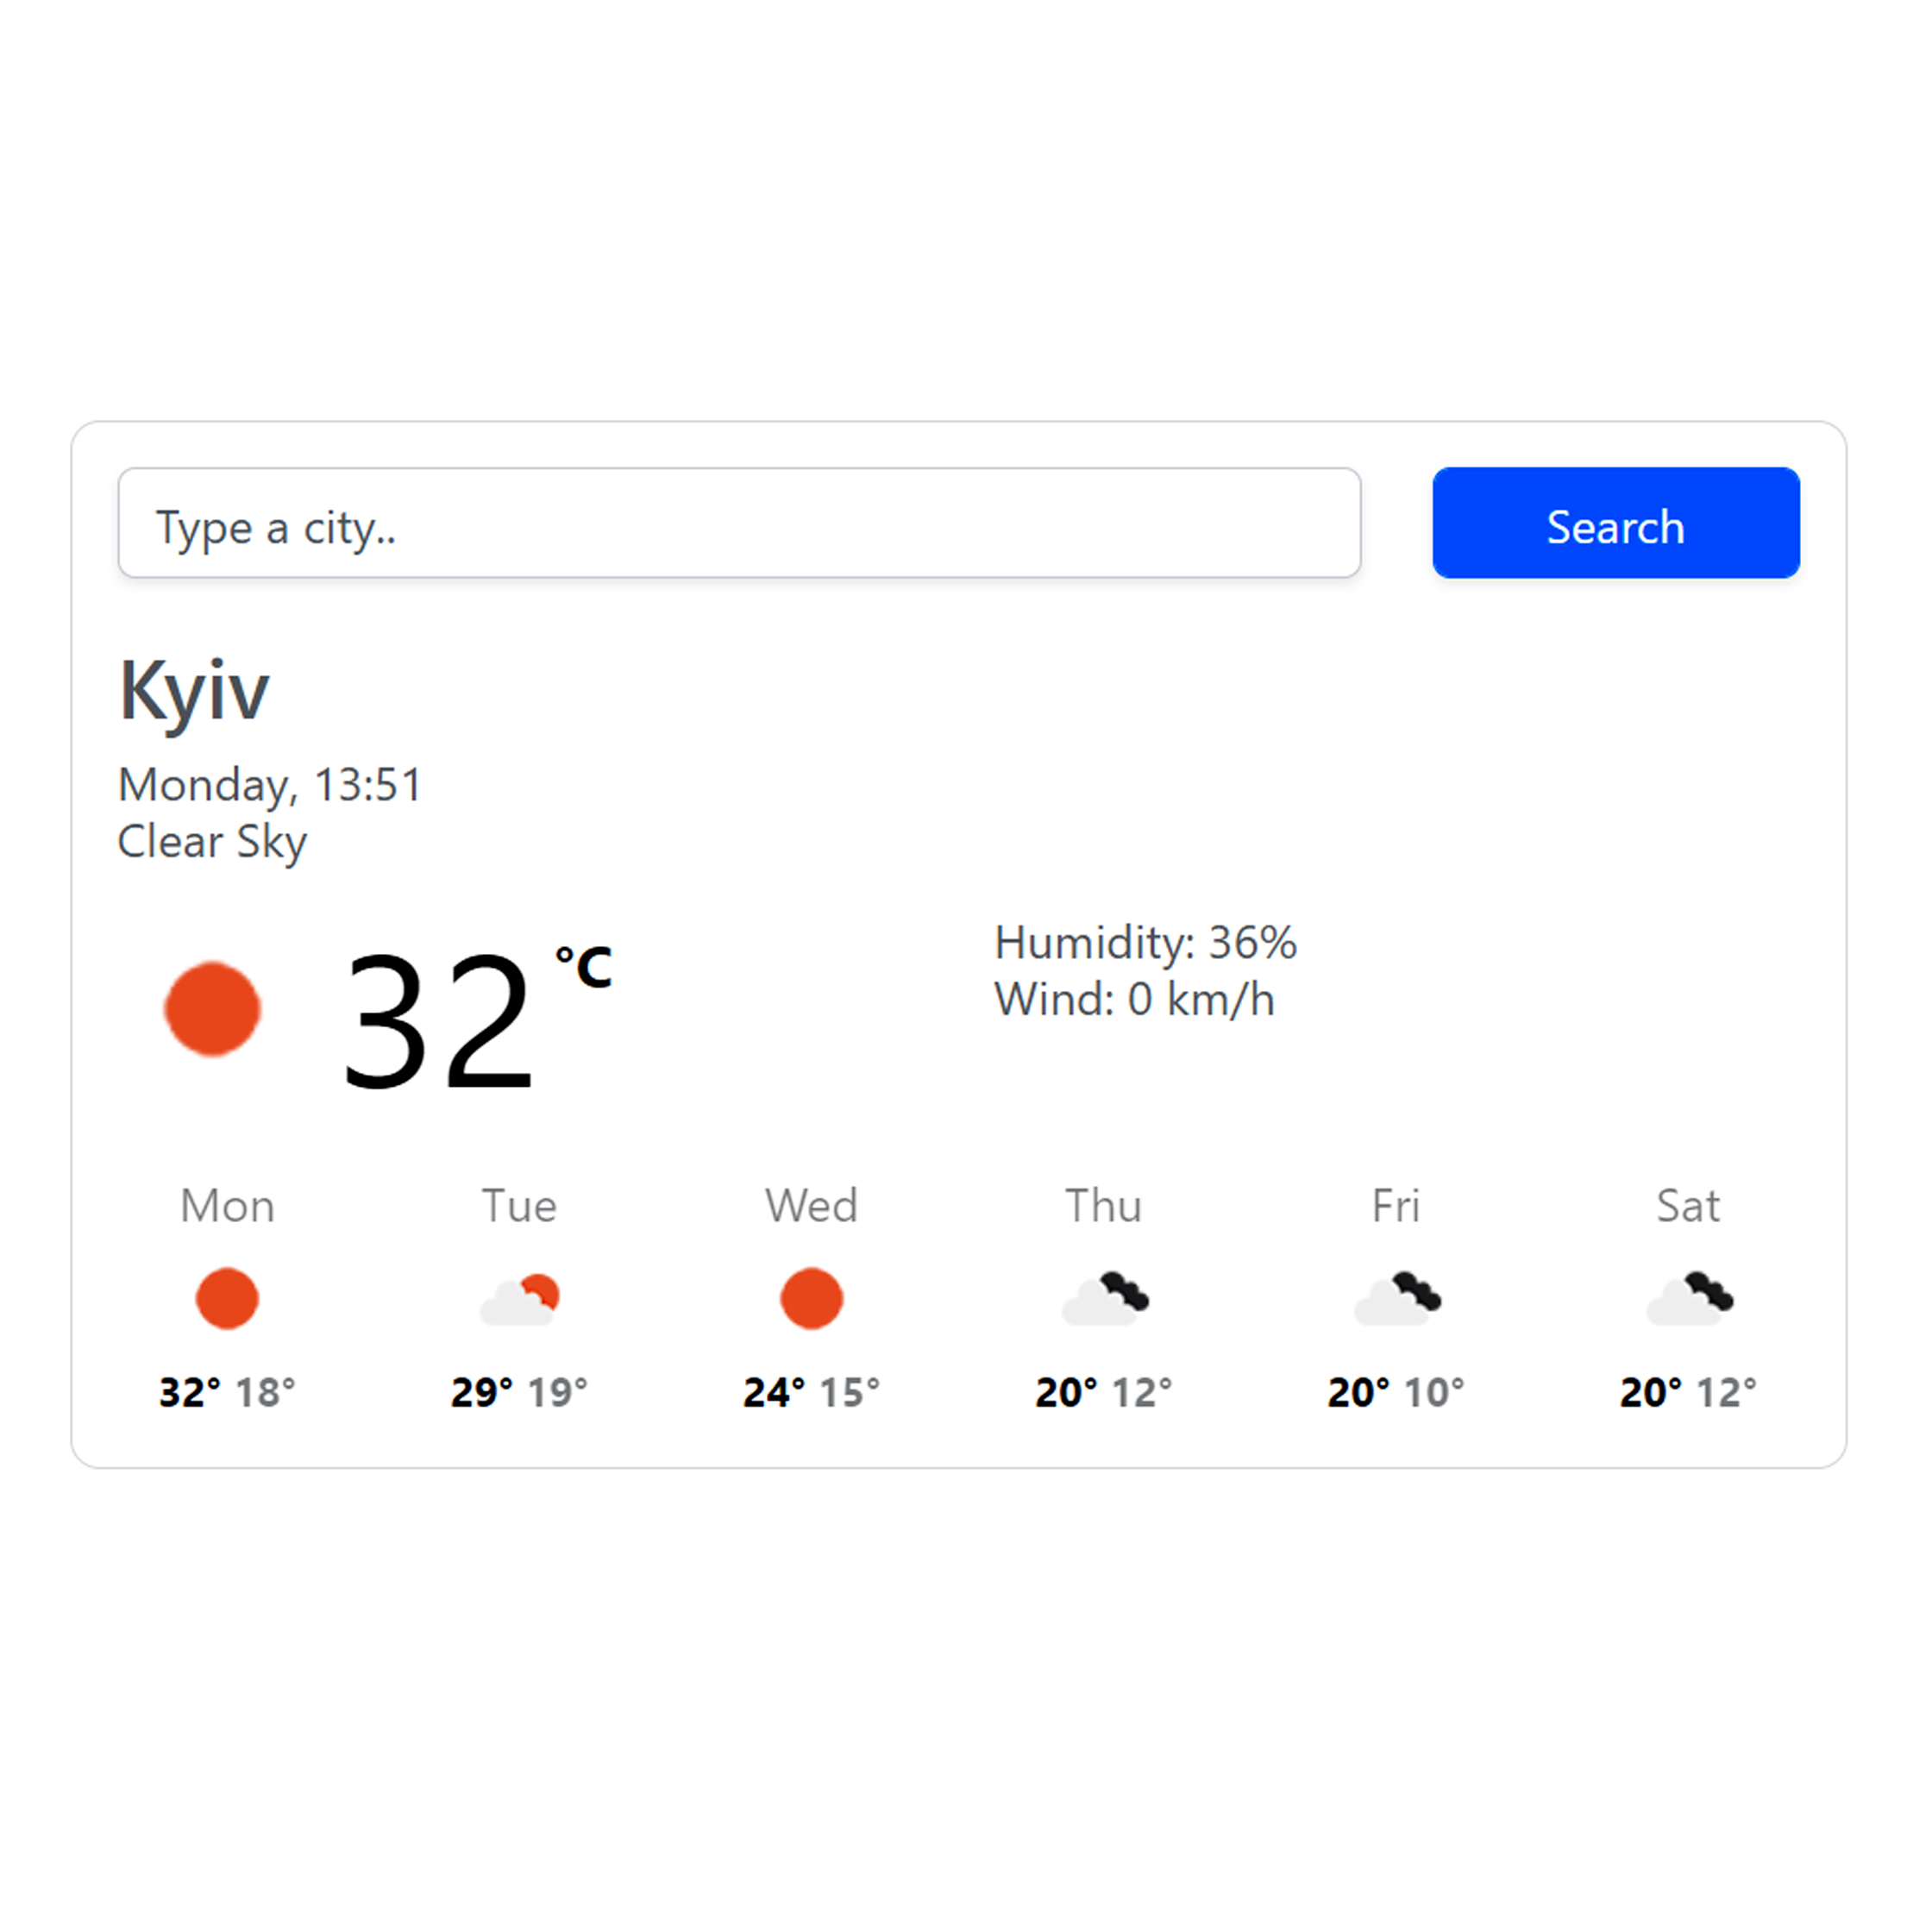 Type a city..
Search
Kyiv
Monday, 13:51
Clear Sky
32 °C
Humidity: 36%
Wind: 0 km/h
Mon Tue Wed Thu Fri Sat
32° 18° 29° 19° 24° 15° 20° 12° 20° 10° 20° 12°